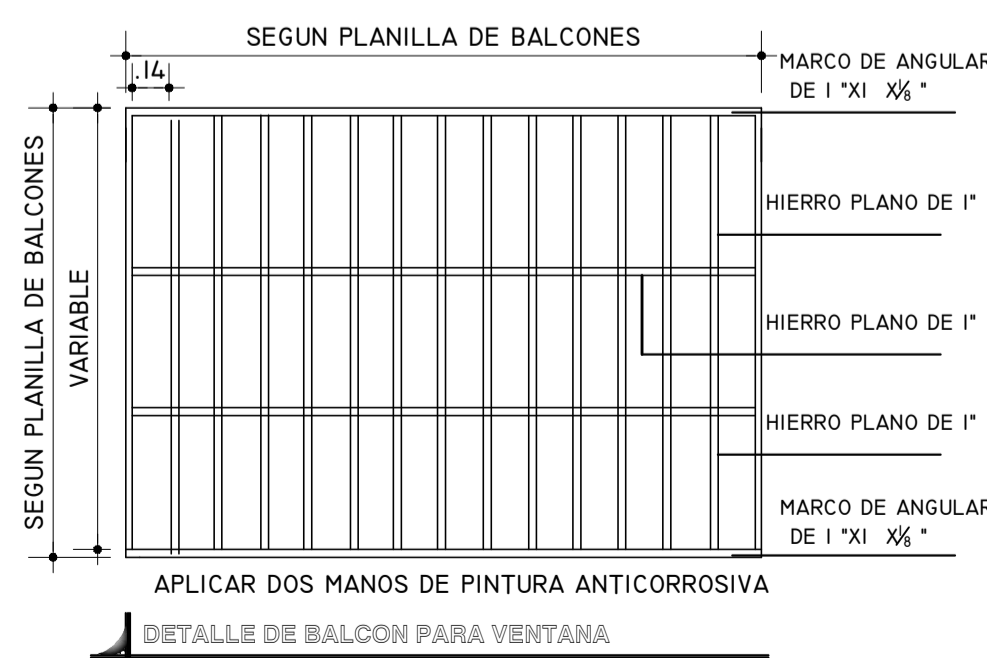 SEGUN PLANILLA DE BALCONES
.14
MARCO DE ANGULAR
DE 1 "X1 X⅛ "
SEGUN PLANILLA DE BALCONES
VARIABLE
HIERRO PLANO DE 1"
HIERRO PLANO DE 1"
HIERRO PLANO DE 1"
MARCO DE ANGULAR
DE 1 "X1 X⅛ "
APLICAR DOS MANOS DE PINTURA ANTICORROSIVA
DETALLE DE BALCON PARA VENTANA